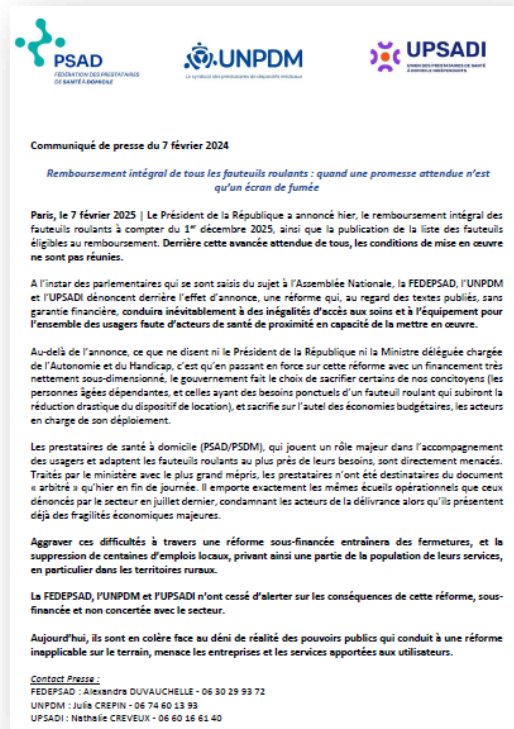 PSAD
FÉDÉRATION DES PRESTATAIRES
DE SANTÉ À DOMICILE
UNPDM
Le syndicat des prestataires de dispositifs médicaux
UPSADI
UNION DES PRESTATAIRES DE SANTÉ
À DOMICILE INDÉPENDANTS
Communiqué de presse du 7 février 2024
Remboursement intégral de tous les fauteuils roulants : quand une promesse attendue n'est
qu'un écran de fumée
Paris, le 7 février 2025 | Le Président de la République a annoncé hier, le remboursement intégral des
fauteuils roulants à compter du 1er décembre 2025, ainsi que la publication de la liste des fauteuils
éligibles au remboursement. Derrière cette avancée attendue de tous, les conditions de mise en œuvre
ne sont pas réunies.
A l'instar des parlementaires qui se sont saisis du sujet à l'Assemblée Nationale, la FEDEPSAD, l'UNPDM
et l'UPSADI dénoncent derrière l'effet d'annonce, une réforme qui, au regard des textes publiés, sans
garantie financière, conduira inévitablement à des inégalités d'accès aux soins et à l'équipement pour
l'ensemble des usagers faute d'acteurs de santé de proximité en capacité de la mettre en œuvre.
Au-delà de l'annonce, ce que ne disent ni le Président de la République ni la Ministre déléguée chargée
de l'Autonomie et du Handicap, c'est qu'en passant en force sur cette réforme avec un financement très
nettement sous-dimensionné, le gouvernement fait le choix de sacrifier certains de nos concitoyens (les
personnes âgées dépendantes, et celles ayant des besoins ponctuels d'un fauteuil roulant qui subiront la
réduction drastique du dispositif de location), et sacrifie sur l'autel des économies budgétaires, les acteurs
en charge de son déploiement.
Les prestataires de santé à domicile (PSAD/PSDM), qui jouent un rôle majeur dans l'accompagnement
des usagers et adaptent les fauteuils roulants au plus près de leurs besoins, sont directement menacés.
Traités par le ministère avec le plus grand mépris, les prestataires n'ont été destinataires du document
« arbitré » qu'hier en fin de journée. Il emporte exactement les mêmes écueils opérationnels que ceux
dénoncés par le secteur en juillet dernier, condamnant les acteurs de la délivrance alors qu'ils présentent
déjà des fragilités économiques majeures.
Aggraver ces difficultés à travers une réforme sous-financée entraînera des fermetures, et la
suppression de centaines d'emplois locaux, privant ainsi une partie de la population de leurs services,
en particulier dans les territoires ruraux.
La FEDEPSAD, l'UNPDM et l'UPSADI n'ont cessé d'alerter sur les conséquences de cette réforme, sous-
financée et non concertée avec le secteur.
Aujourd'hui, ils sont en colère face au déni de réalité des pouvoirs publics qui conduit à une réforme
inapplicable sur le terrain, menace les entreprises et les services apportées aux utilisateurs.
Contact Presse :
FEDEPSAD : Alexandra DUVAUCHELLE - 06 30 29 93 72
UNPDM : Julia CREPIN - 06 74 60 13 93
UPSADI : Nathalie CREVEUX - 06 60 16 61 40